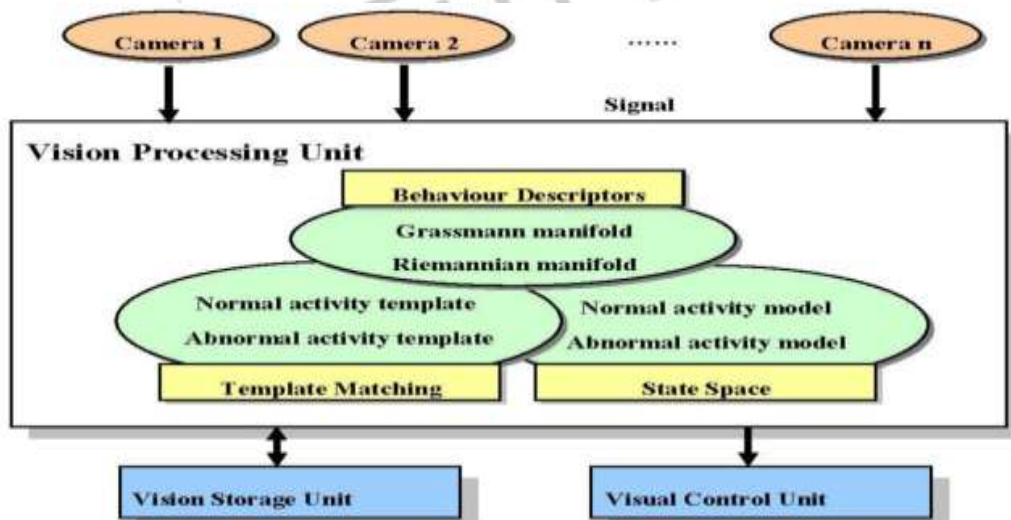 Camera 1
Camera 2
......
Camera n
Signal
Vision Processing Unit
Behaviour Descriptors
Grassmann manifold
Riemannian manifold
Normal activity template
Abnormal activity template
Normal activity model
Abnormal activity model
Template Matching
State Space
Vision Storage Unit
Visual Control Unit